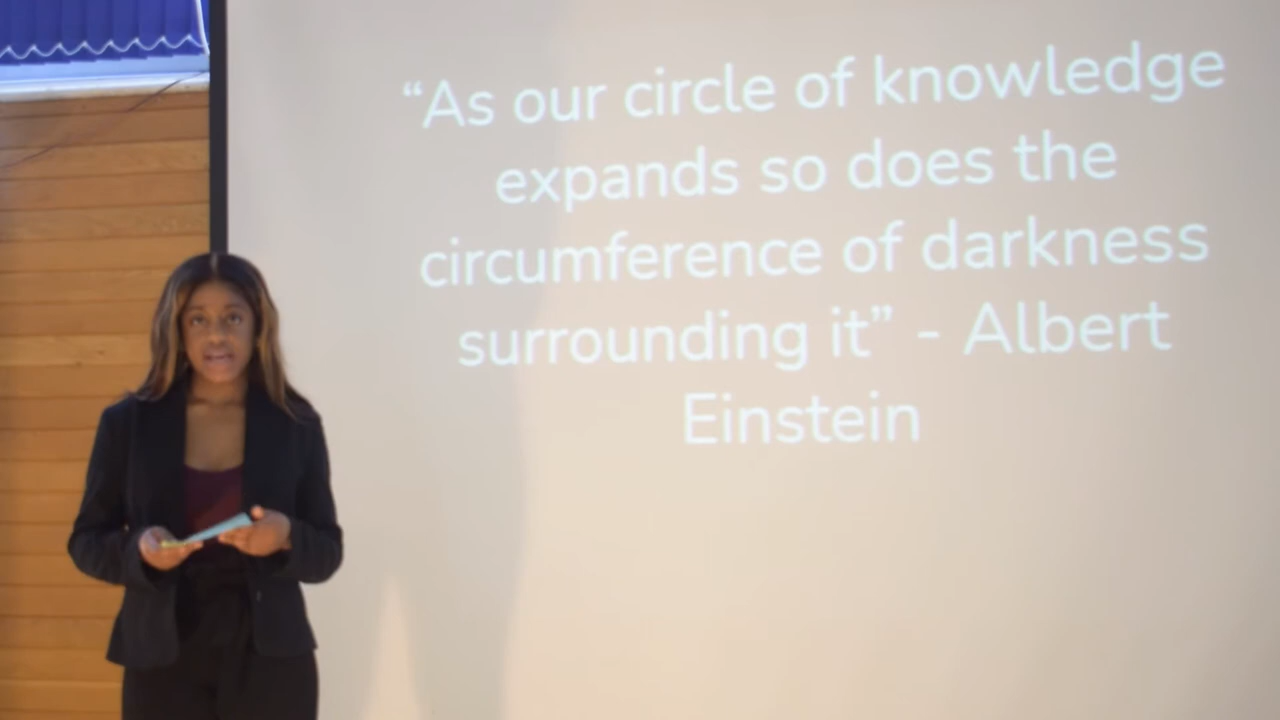 “As our circle of knowledge
expands so does the
circumference of darkness
surrounding it” - Albert
Einstein